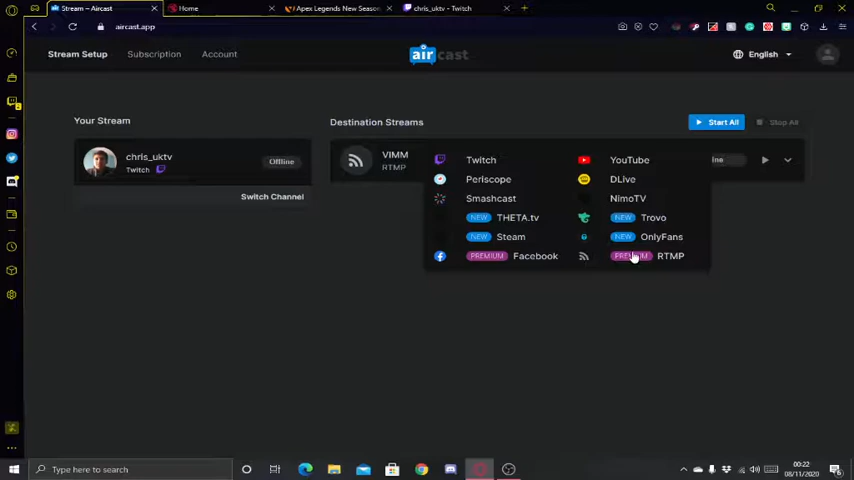 Stream – Aircast
Home
Apex Legends New Season
chris_uktv - Twitch
aircast.app
Stream Setup
Subscription
Account
air cast
English
Your Stream
Destination Streams
Start All
Stop All
chris_uktv
Twitch
Offline
VIMM
RTMP
ine
Switch Channel
Twitch
YouTube
Periscope
DLive
Smashcast
NimoTV
NEW THETA.tv
NEW Trovo
NEW Steam
NEW OnlyFans
PREMIUM Facebook
PREMIUM RTMP
Type here to search
00:22
08/11/2020